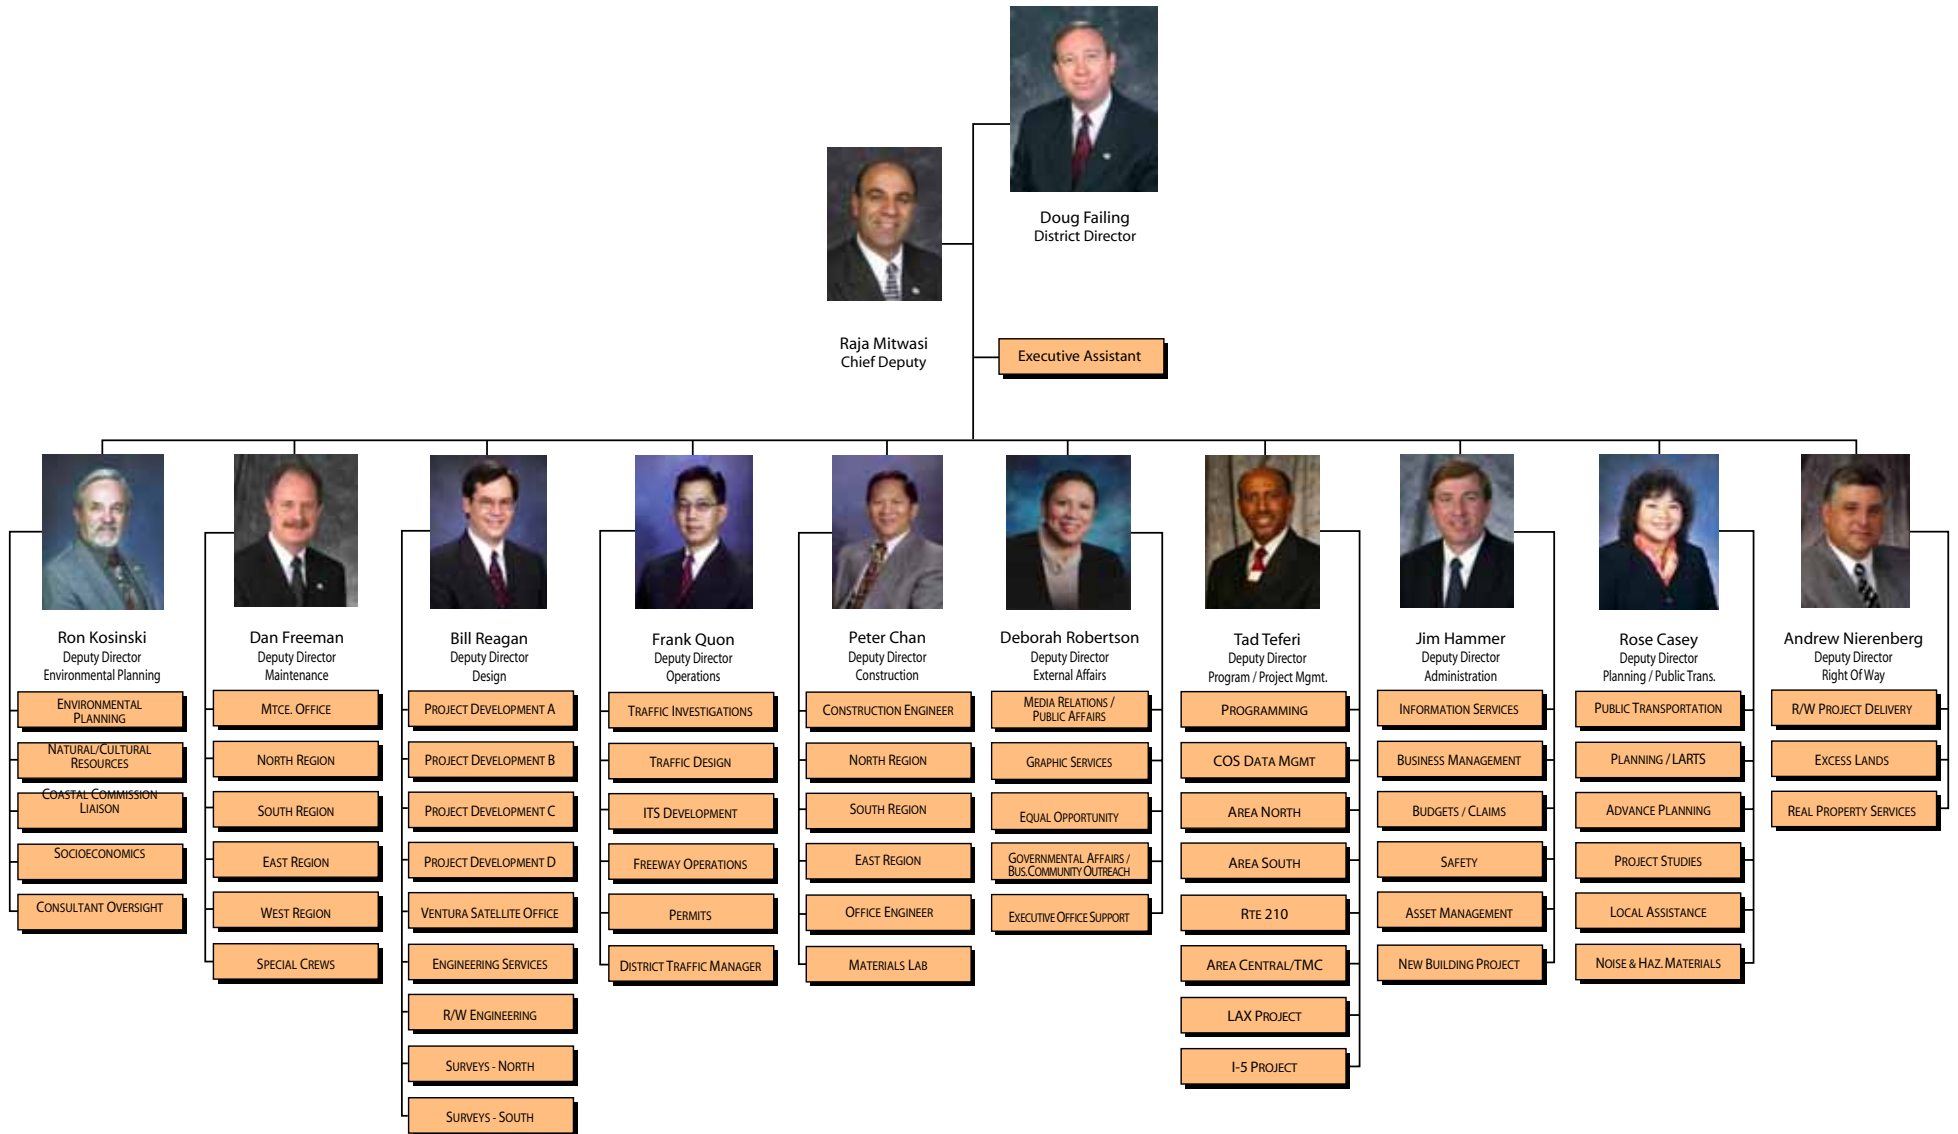 Doug Failing
District Director
Raja Mitwasi
Chief Deputy
Executive Assistant
Ron Kosinski
Deputy Director
Environmental Planning
ENVIRONMENTAL
PLANNING
NATURAL/CULTURAL
RESOURCES
COASTAL COMMISSION
LIAISON
SOCIOECONOMICS
CONSULTANT OVERSIGHT
Dan Freeman
Deputy Director
Maintenance
MTCE. OFFICE
NORTH REGION
SOUTH REGION
EAST REGION
WEST REGION
SPECIAL CREWS
Bill Reagan
Deputy Director
Design
PROJECT DEVELOPMENT A
PROJECT DEVELOPMENT B
PROJECT DEVELOPMENT C
PROJECT DEVELOPMENT D
VENTURA SATELLITE OFFICE
ENGINEERING SERVICES
R/W ENGINEERING
SURVEYS - NORTH
SURVEYS - SOUTH
Frank Quon
Deputy Director
Operations
TRAFFIC INVESTIGATIONS
TRAFFIC DESIGN
ITS DEVELOPMENT
FREEWAY OPERATIONS
PERMITS
DISTRICT TRAFFIC MANAGER
Peter Chan
Deputy Director
Construction
CONSTRUCTION ENGINEER
NORTH REGION
SOUTH REGION
EAST REGION
OFFICE ENGINEER
MATERIALS LAB
Deborah Robertson
Deputy Director
External Affairs
MEDIA RELATIONS /
PUBLIC AFFAIRS
GRAPHIC SERVICES
EQUAL OPPORTUNITY
GOVERNMENTAL AFFAIRS /
BUS.COMMUNITY OUTREACH
EXECUTIVE OFFICE SUPPORT
Tad Teferi
Deputy Director
Program / Project Mgmt.
PROGRAMMING
COS DATA MGMT
AREA NORTH
AREA SOUTH
RTE 210
AREA CENTRAL/TMC
LAX PROJECT
I-5 PROJECT
Jim Hammer
Deputy Director
Administration
INFORMATION SERVICES
BUSINESS MANAGEMENT
BUDGETS / CLAIMS
SAFETY
ASSET MANAGEMENT
NEW BUILDING PROJECT
Rose Casey
Deputy Director
Planning / Public Trans.
PUBLIC TRANSPORTATION
PLANNING / LARTS
ADVANCE PLANNING
PROJECT STUDIES
LOCAL ASSISTANCE
NOISE & HAZ. MATERIALS
Andrew Nierenberg
Deputy Director
Right Of Way
R/W PROJECT DELIVERY
EXCESS LANDS
REAL PROPERTY SERVICES